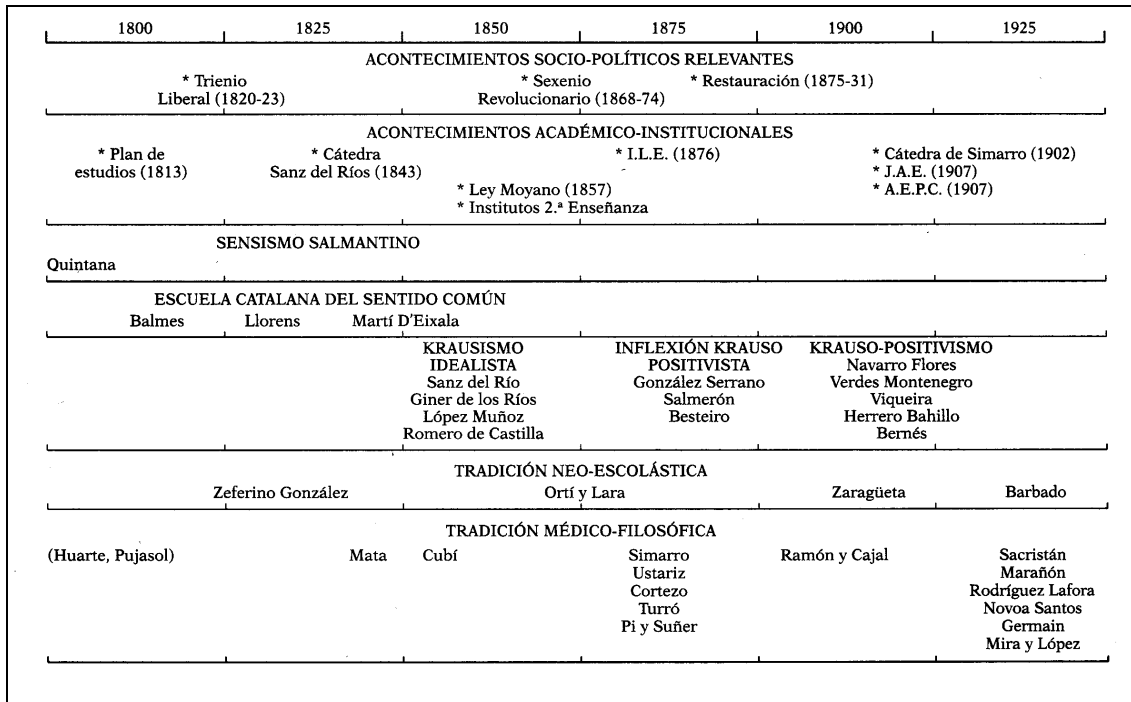 1800 1825 1850 1875 1900 1925
ACONTECIMIENTOS SOCIO-POLÍTICOS RELEVANTES
* Trienio * Sexenio * Restauración (1875-31)
Liberal (1820-23) Revolucionario (1868-74)
ACONTECIMIENTOS ACADÉMICO-INSTITUCIONALES
* Plan de * Cátedra * I.L.E. (1876) * Cátedra de Simarro (1902)
estudios (1813) Sanz del Ríos (1843) * J.A.E. (1907)
* Ley Moyano (1857) * A.E.P.C. (1907)
* Institutos 2.ª Enseñanza
SENSISMO SALMANTINO
Quintana
ESCUELA CATALANA DEL SENTIDO COMÚN
Balmes Llorens Martí D'Eixala
KRAUSISMO INFLEXIÓN KRAUSO KRAUSO-POSITIVISMO
IDEALISTA POSITIVISTA Navarro Flores
Sanz del Río González Serrano Verdes Montenegro
Giner de los Ríos Salmerón Viqueira
López Muñoz Besteiro Herrero Bahillo
Romero de Castilla Bernés
TRADICIÓN NEO-ESCOLÁSTICA
Zeferino González Ortí y Lara Zaragüeta Barbado
TRADICIÓN MÉDICO-FILOSÓFICA
(Huarte, Pujasol) Mata Cubí Simarro Ramón y Cajal Sacristán
Ustariz Marañón
Cortezo Rodríguez Lafora
Turró Novoa Santos
Pi y Suñer Germain
Mira y López